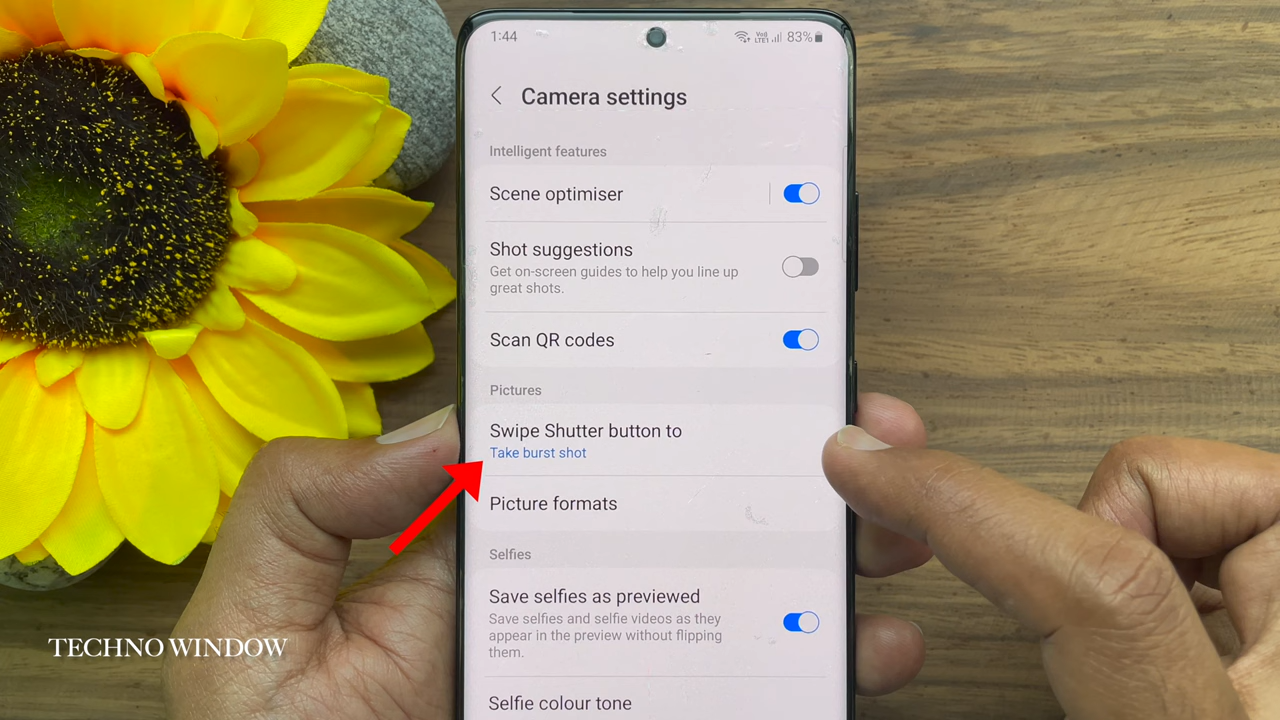 1:44
Vo)) LTE1 83%
Camera settings
Intelligent features
Scene optimiser
Shot suggestions
Get on-screen guides to help you line up
great shots.
Scan QR codes
Pictures
Swipe Shutter button to
Take burst shot
Picture formats
Selfies
Save selfies as previewed
Save selfies and selfie videos as they
appear in the preview without flipping
them.
Selfie colour tone
TECHNO WINDOW